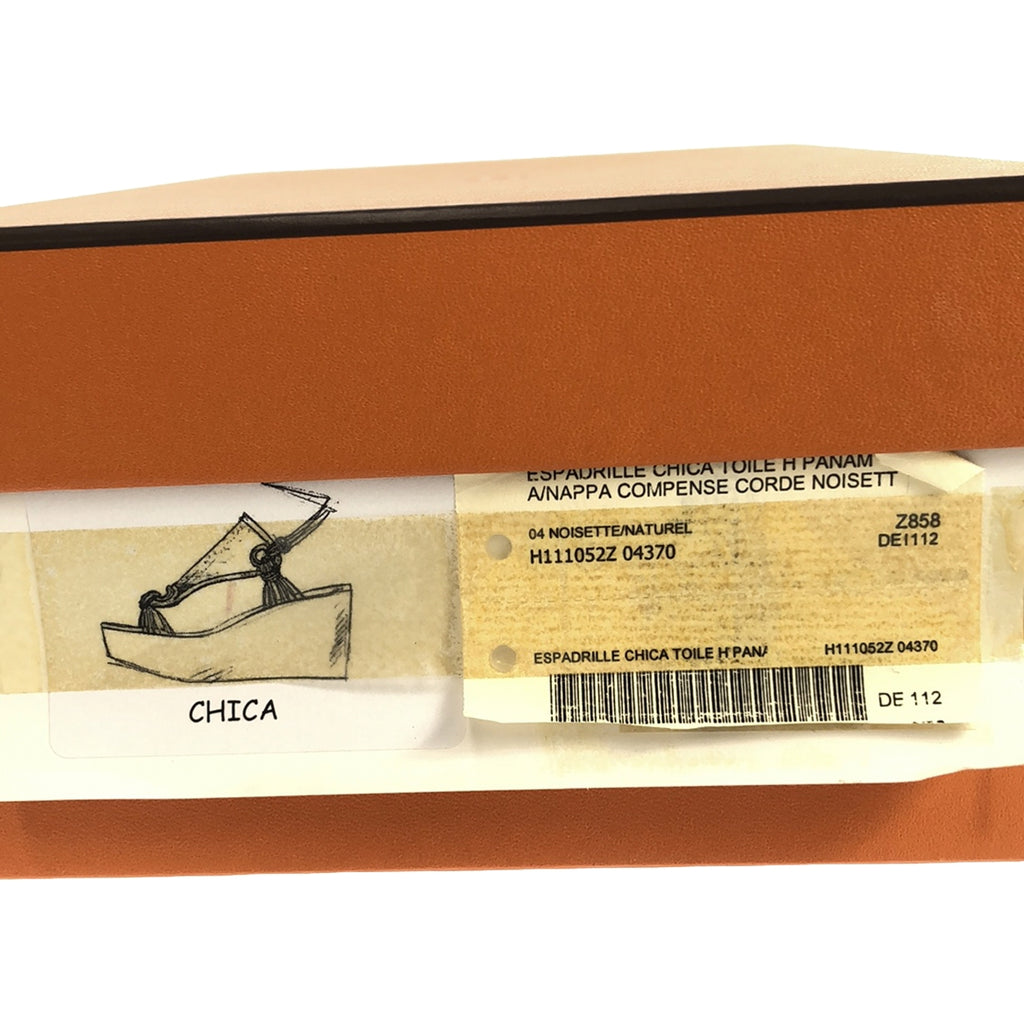 ESPADRILLE CHICA TOILE H PANAM
A/NAPPA COMPENSE CORDE NOISETT
04 NOISETTE/NATUREL Z858
H111052Z 04370 DE1112
ESPADRILLE CHICA TOILE H PANA H111052Z 04370
DE 112
CHICA